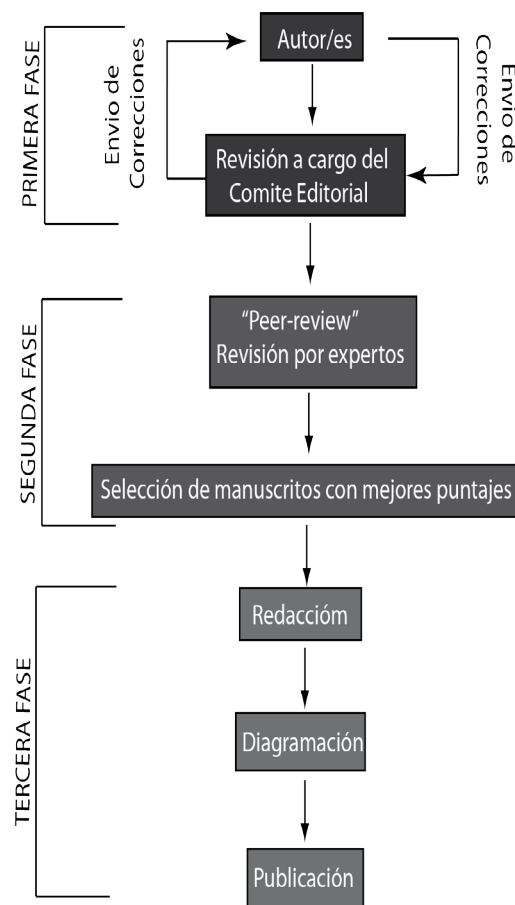 PRIMERA FASE
Envio de
Correcciones
Autor/es
Envio de
Correcciones
Revisión a cargo del
Comite Editorial
SEGUNDA FASE
“Peer-review”
Revisión por expertos
Selección de manuscritos con mejores puntajes
TERCERA FASE
Redaccióm
Diagramación
Publicación